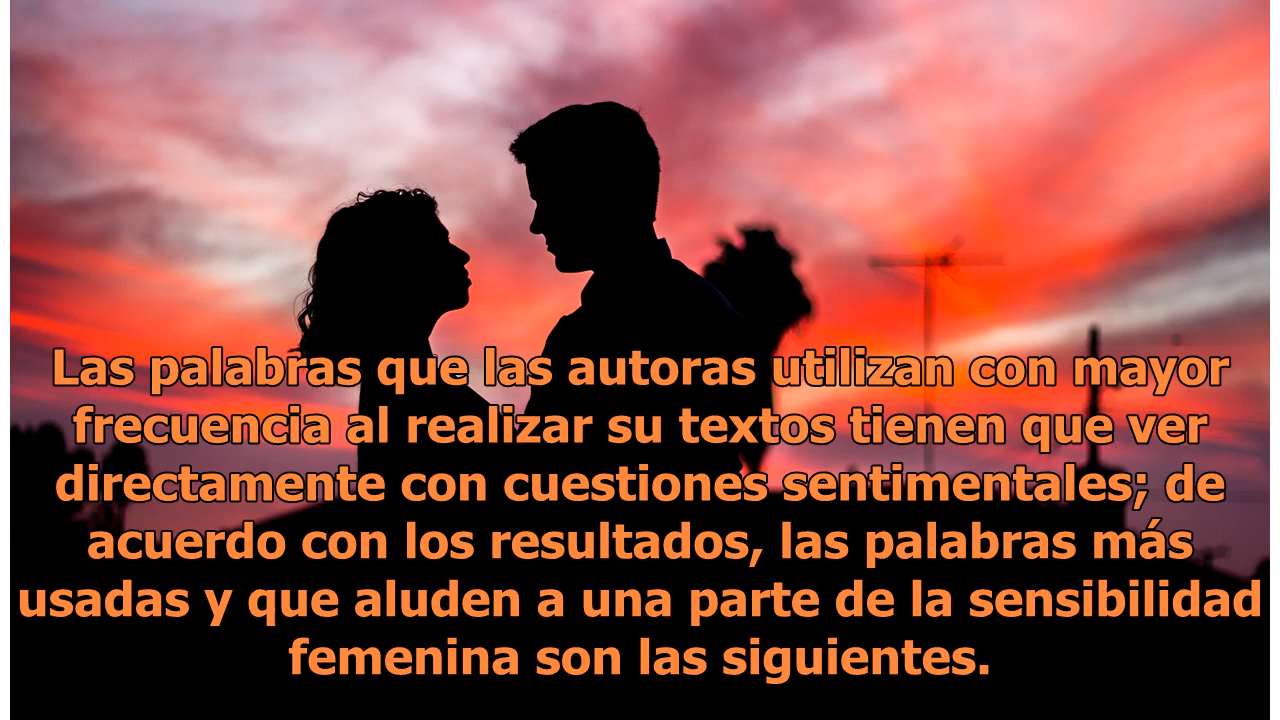 Las palabras que las autoras utilizan con mayor
frecuencia al realizar su textos tienen que ver
directamente con cuestiones sentimentales; de
acuerdo con los resultados, las palabras más
usadas y que aluden a una parte de la sensibilidad
femenina son las siguientes.